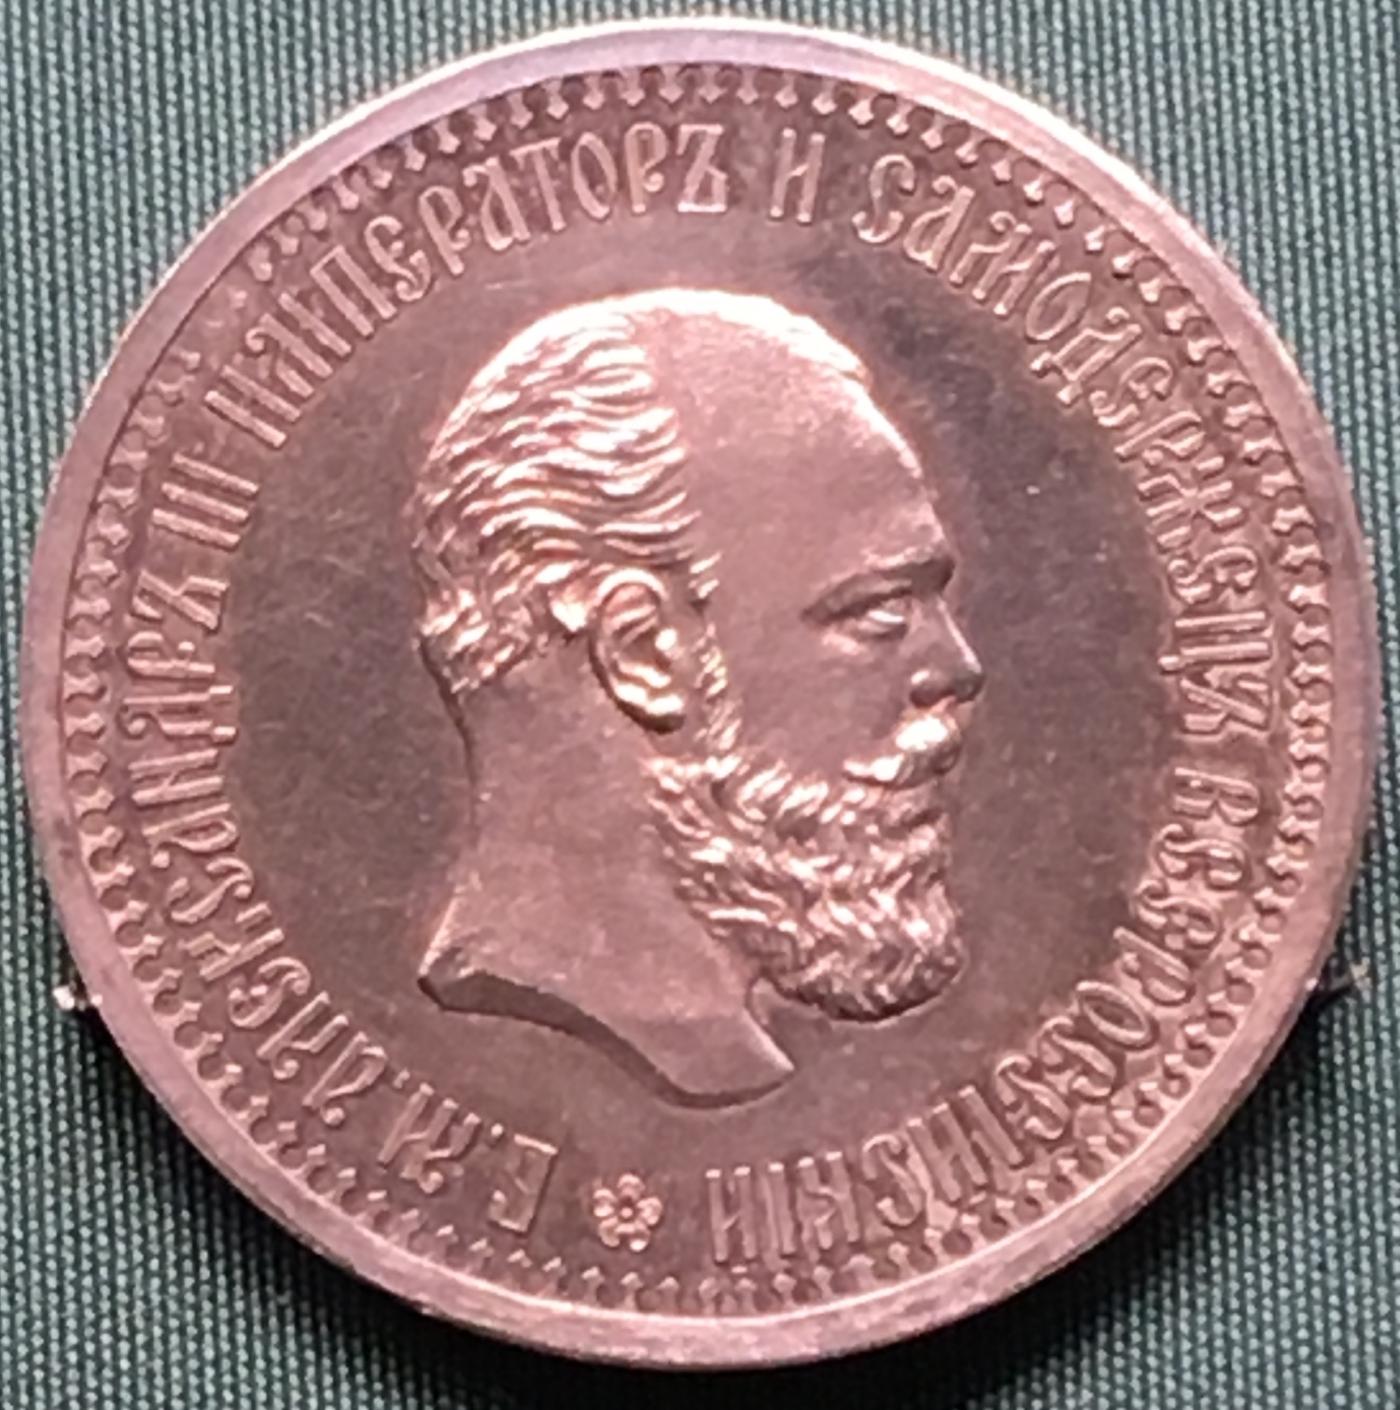 Б. М. АЛЕКСАНДРЪ III ИМПЕРАТОРЪ И САМОДЕРЖЕЦЪ ВСЕРОССІЙСКІЙ